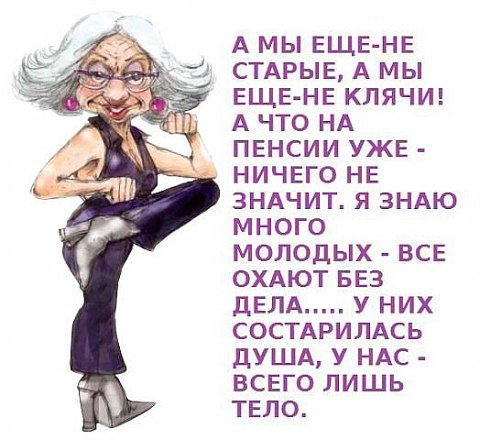 А МЫ ЕЩЕ-НЕ
СТАРЫЕ, А МЫ
ЕЩЕ-НЕ КЛЯЧИ!
А ЧТО НА
ПЕНСИИ УЖЕ -
НИЧЕГО НЕ
ЗНАЧИТ. Я ЗНАЮ
МНОГО
МОЛОДЫХ - ВСЕ
ОХАЮТ БЕЗ
ДЕЛА..... У НИХ
СОСТАРИЛАСЬ
ДУША, У НАС -
ВСЕГО ЛИШЬ
ТЕЛО.